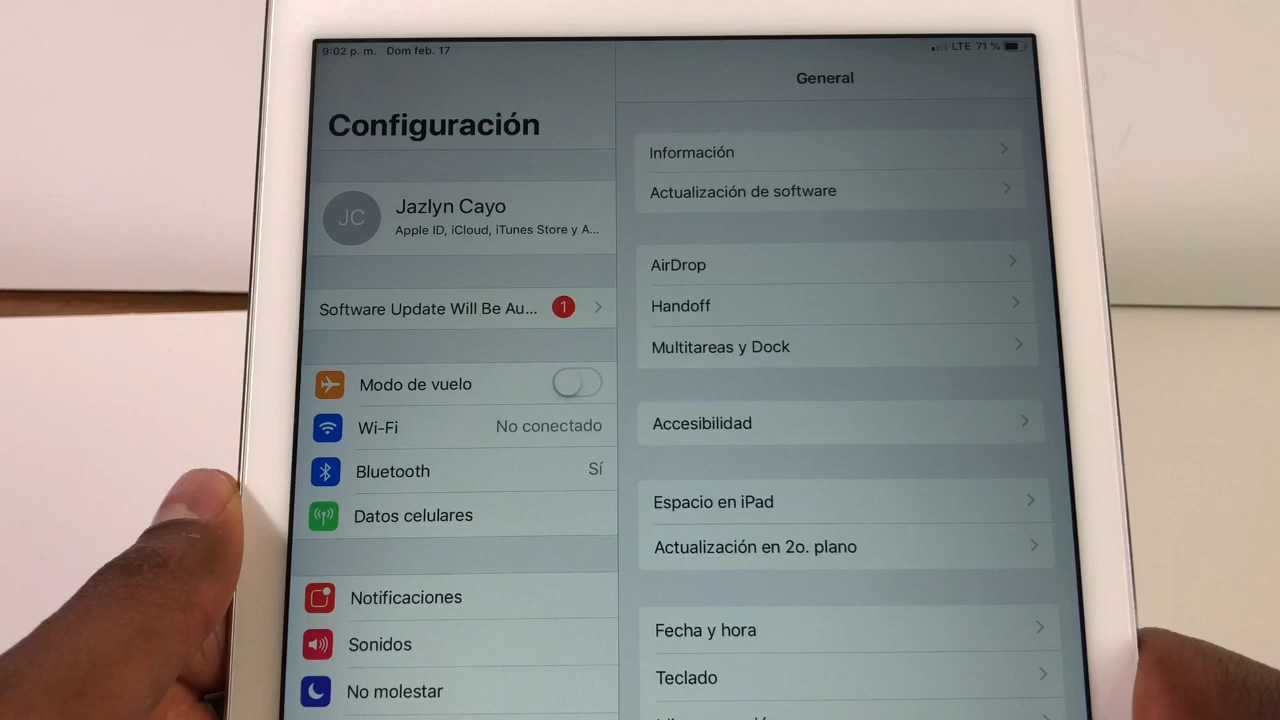 9:02 p. m. Dom feb. 17
LTE 71 %
Configuración
JC
Jazlyn Cayo
Apple ID, iCloud, iTunes Store y A...
Software Update Will Be Au... 1
Modo de vuelo
Wi-Fi No conectado
Bluetooth Sí
Datos celulares
Notificaciones
Sonidos
No molestar
General
Información
Actualización de software
AirDrop
Handoff
Multitareas y Dock
Accesibilidad
Espacio en iPad
Actualización en 2o. plano
Fecha y hora
Teclado